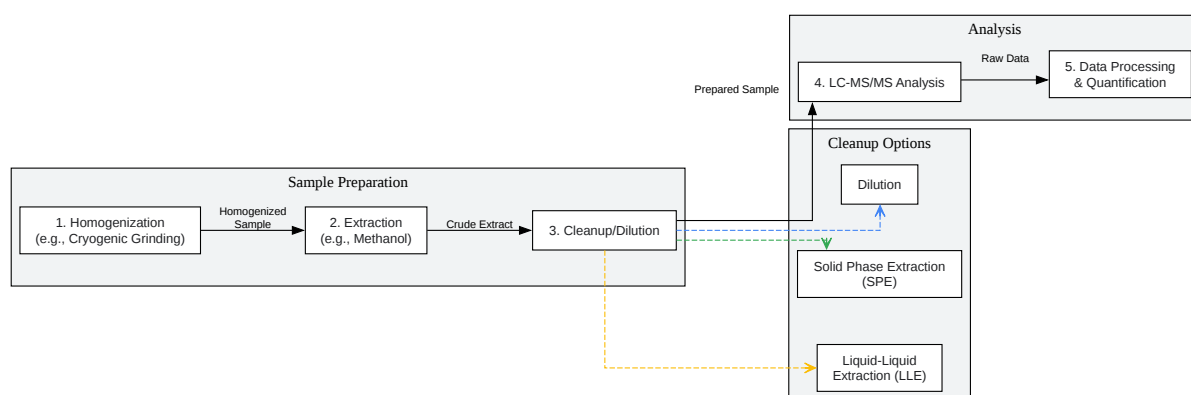 Analysis
Raw Data
4. LC-MS/MS Analysis
5. Data Processing
& Quantification
Prepared Sample
Cleanup Options
Dilution
Sample Preparation
1. Homogenization
(e.g., Cryogenic Grinding)
Homogenized
Sample
2. Extraction
(e.g., Methanol)
Crude Extract
3. Cleanup/Dilution
Solid Phase Extraction
(SPE)
Liquid-Liquid
Extraction (LLE)